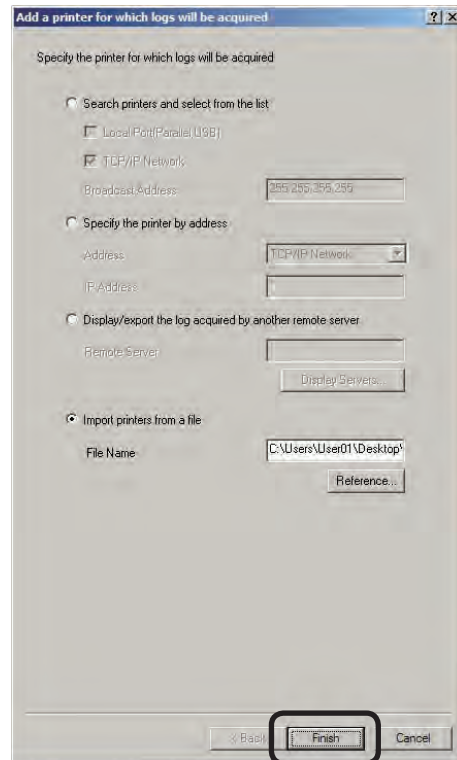 Add a printer for which logs will be acquired
Specify the printer for which logs will be acquired
Search printers and select from the list
Local Port(Parallel USB)
TCP/IP Network
Broadcast Address 255.255.255.255
Specify the printer by address
Address TCP/IP Network
IP Address
Display/export the log acquired by another remote server
Remote Server
Display Servers...
Import printers from a file
File Name C:\Users\User01\Desktop\
Reference...
< Back Finish Cancel